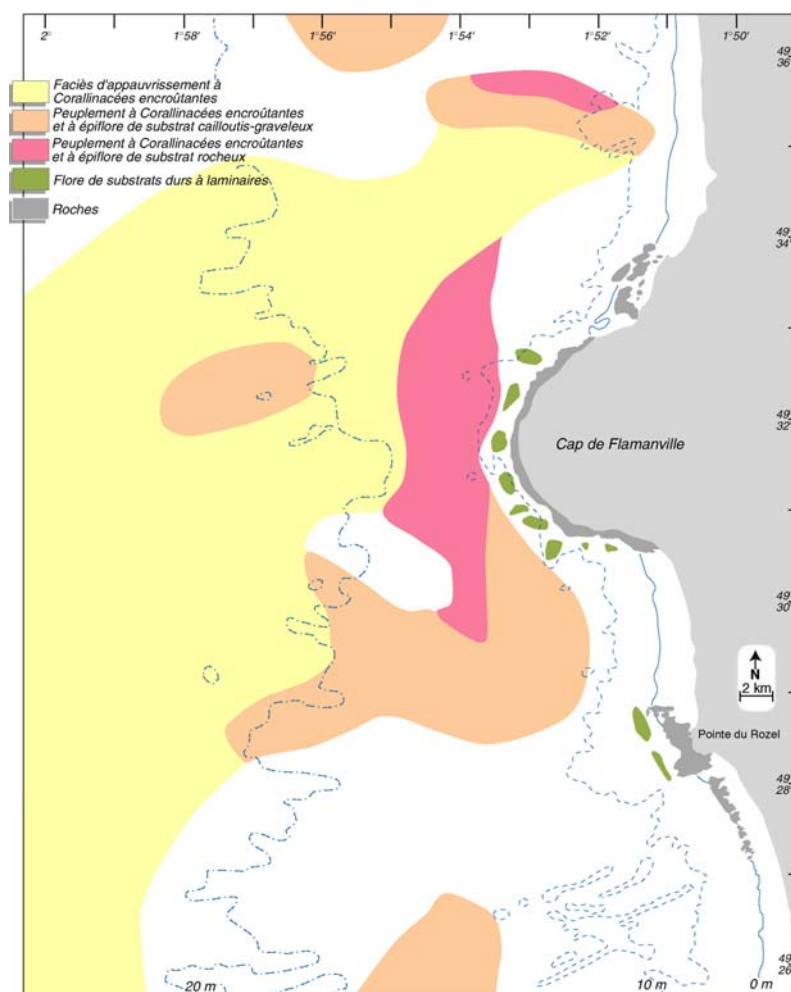 2°
1°58'
1°56'
1°54'
1°52'
1°50'
49°
36'
Faciès d'appauvrissement à
Corallinacées encroûtantes
Peuplement à Corallinacées encroûtantes
et à épiflore de substrat cailloutis-graveleux
Peuplement à Corallinacées encroûtantes
et à épiflore de substrat rocheux
Flore de substrats durs à laminaires
Roches
49°
34'
49°
32'
Cap de Flamanville
49°
30'
N
2 km
Pointe du Rozel
49°
28'
49°
26'
20 m
10 m
0 m